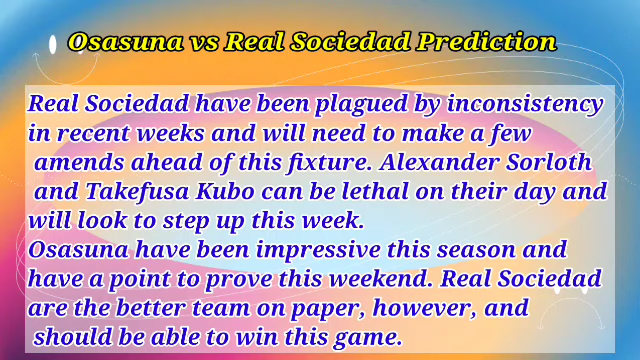 Osasuna vs Real Sociedad Prediction
Real Sociedad have been plagued by inconsistency
in recent weeks and will need to make a few
amends ahead of this fixture. Alexander Sorloth
and Takefusa Kubo can be lethal on their day and
will look to step up this week.
Osasuna have been impressive this season and
have a point to prove this weekend. Real Sociedad
are the better team on paper, however, and
should be able to win this game.